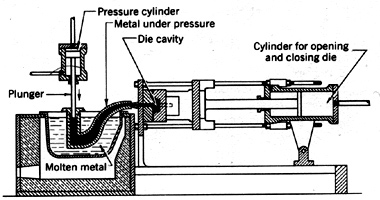 Pressure cylinder
Metal under pressure
Die cavity
Cylinder for opening
and closing die
Plunger
Molten metal